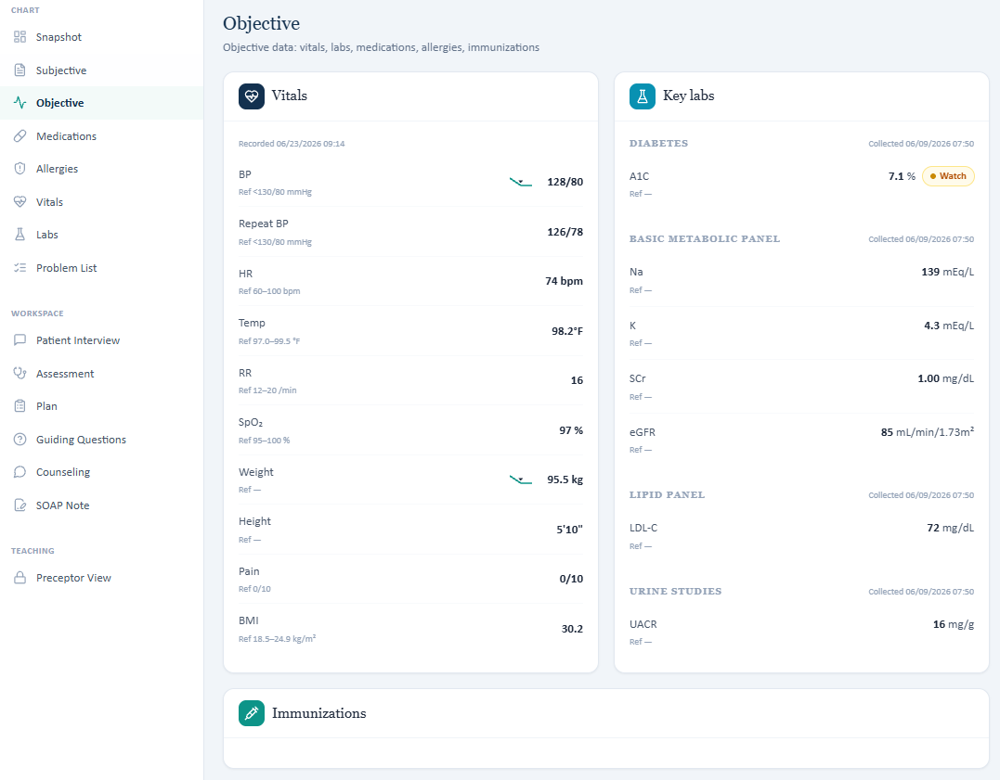 CHART
Snapshot
Subjective
Objective
Medications
Allergies
Vitals
Labs
Problem List
WORKSPACE
Patient Interview
Assessment
Plan
Guiding Questions
Counseling
SOAP Note
TEACHING
Preceptor View
Objective
Objective data: vitals, labs, medications, allergies, immunizations
Vitals
Recorded 06/23/2026 09:14
BP 128/80
Ref <130/80 mmHg
Repeat BP 126/78
Ref <130/80 mmHg
HR 74 bpm
Ref 60–100 bpm
Temp 98.2°F
Ref 97.0–99.5 °F
RR 16
Ref 12–20 /min
SpO₂ 97 %
Ref 95–100 %
Weight 95.5 kg
Ref —
Height 5'10"
Ref —
Pain 0/10
Ref 0/10
BMI 30.2
Ref 18.5–24.9 kg/m²
Key labs
DIABETES Collected 06/09/2026 07:50
A1C 7.1 % Watch
Ref —
BASIC METABOLIC PANEL Collected 06/09/2026 07:50
Na 139 mEq/L
Ref —
K 4.3 mEq/L
Ref —
SCr 1.00 mg/dL
Ref —
eGFR 85 mL/min/1.73m²
Ref —
LIPID PANEL Collected 06/09/2026 07:50
LDL-C 72 mg/dL
Ref —
URINE STUDIES Collected 06/09/2026 07:50
UACR 16 mg/g
Ref —
Immunizations